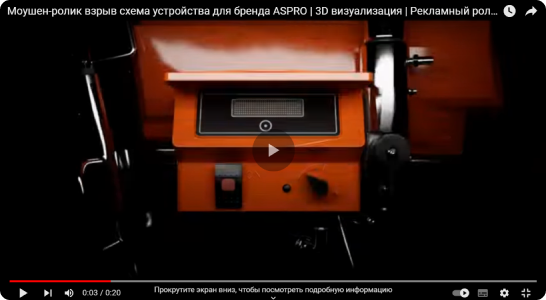 Моушен-ролик взрыв схема устройства для бренда ASPRO | 3D визуализация | Рекламный рол...
0:03 / 0:20
Прокрутите экран вниз, чтобы посмотреть подробную информацию